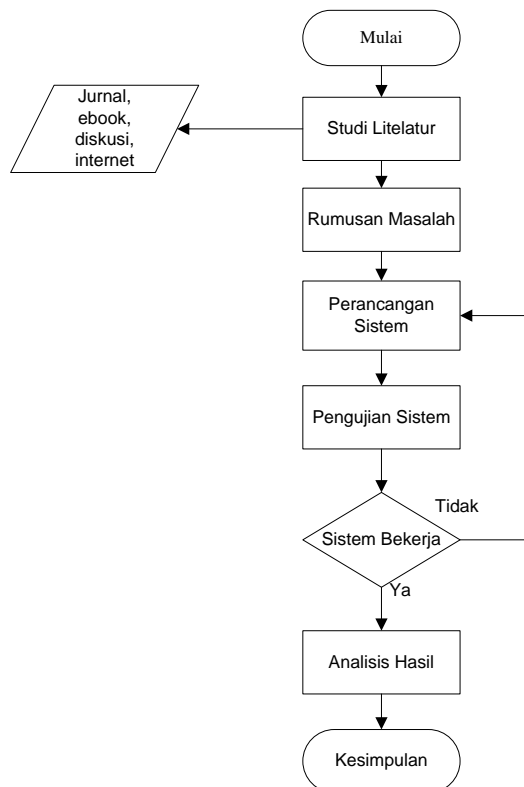 Mulai
Jurnal,
ebook,
diskusi,
internet
Studi Litelatur
Rumusan Masalah
Perancangan
Sistem
Pengujian Sistem
Tidak
Sistem Bekerja
Ya
Analisis Hasil
Kesimpulan